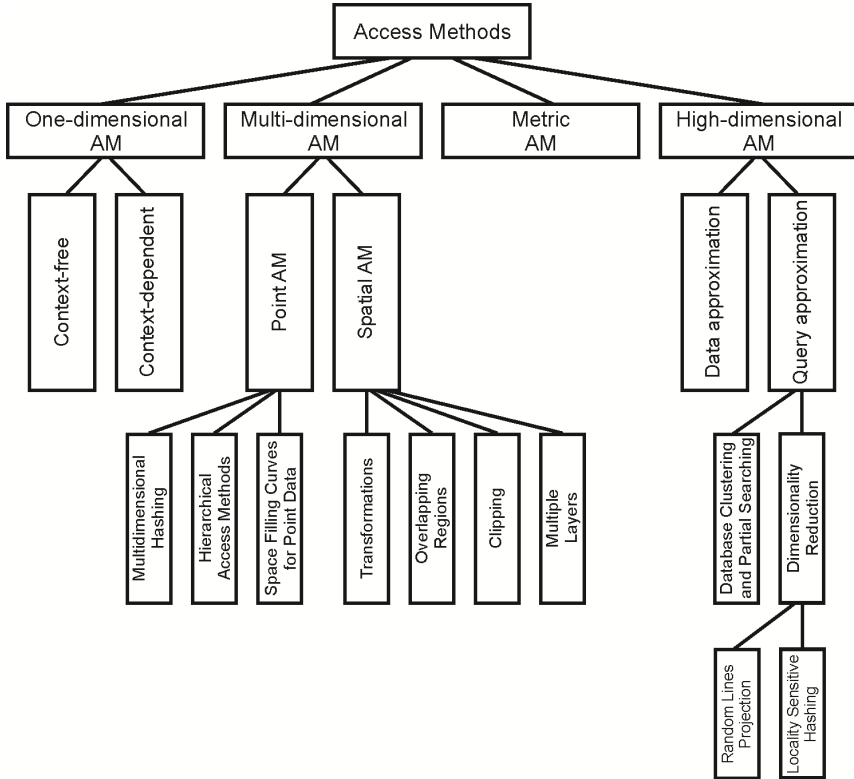 Access Methods
One-dimensional
AM
Multi-dimensional
AM
Metric
AM
High-dimensional
AM
Context-free
Context-dependent
Point AM
Spatial AM
Data approximation
Query approximation
Multidimensional
Hashing
Hierarchical
Access Methods
Space Filling Curves
for Point Data
Transformations
Overlapping
Regions
Clipping
Multiple
Layers
Database Clustering
and Partial Searching
Dimensionality
Reduction
Random Lines
Projection
Locality Sensitive
Hashing